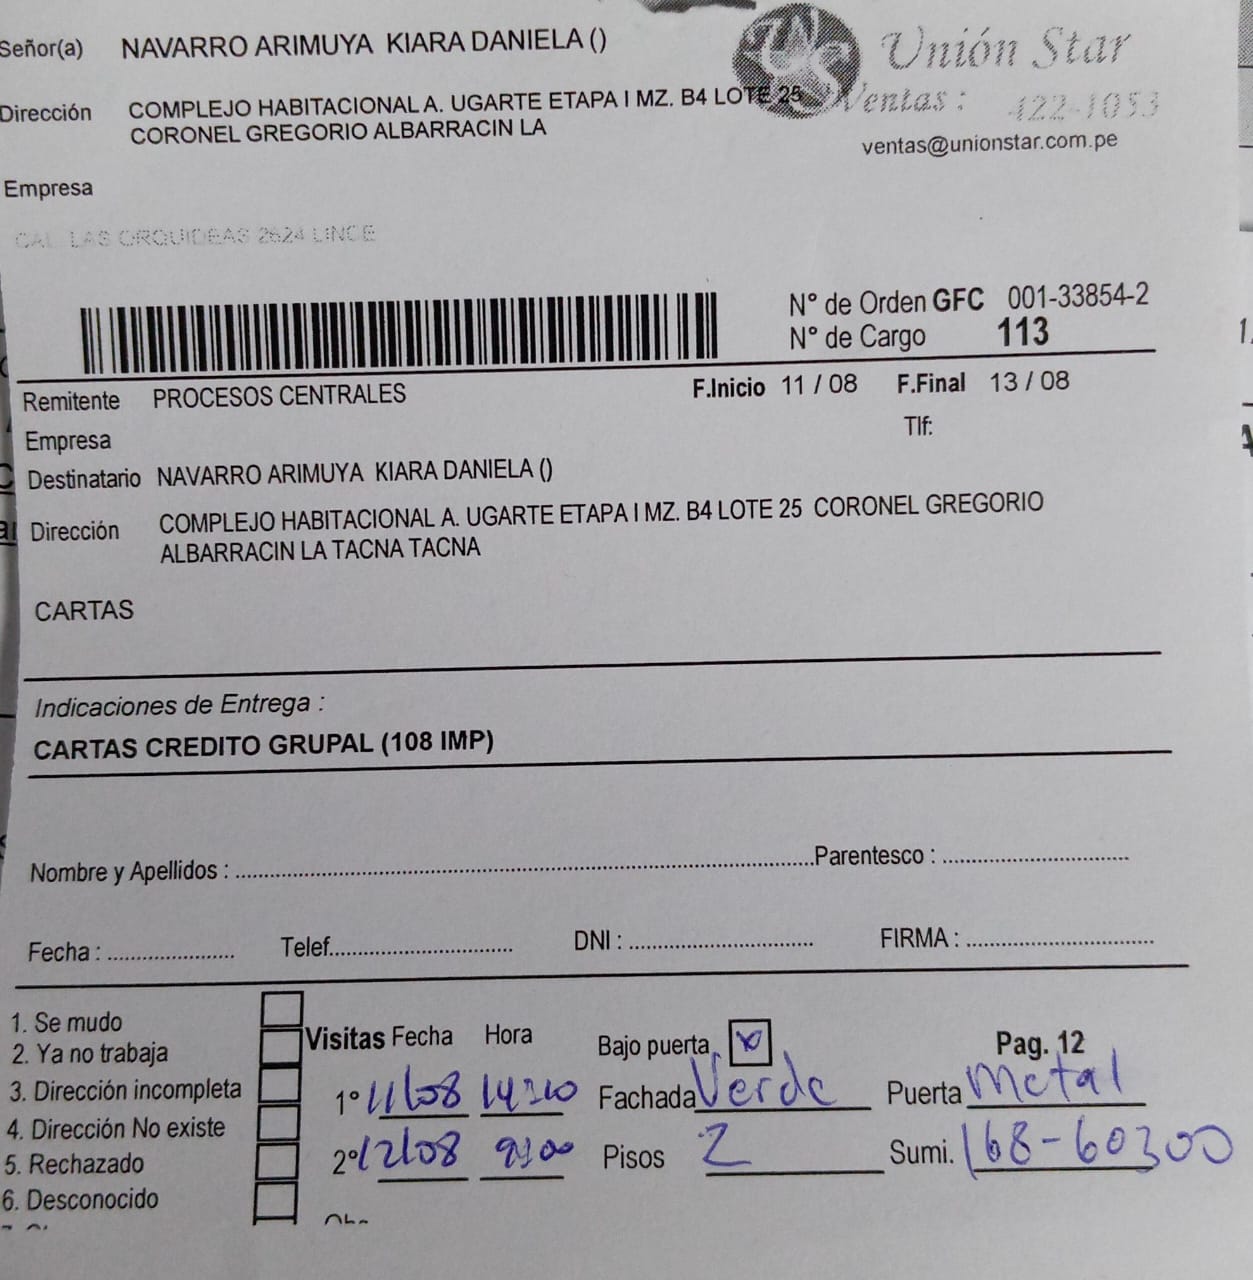 Señor(a) NAVARRO ARIMUYA KIARA DANIELA ()
Unión Star
Dirección COMPLEJO HABITACIONAL A. UGARTE ETAPA I MZ. B4 LOTE 25
CORONEL GREGORIO ALBARRACIN LA
Ventas : 422-1053
ventas@unionstar.com.pe
Empresa
CAL LAS ORQUIDEAS 2624 LINCE
N° de Orden GFC 001-33854-2
N° de Cargo 113
Remitente PROCESOS CENTRALES F.Inicio 11 / 08 F.Final 13 / 08
Empresa Tlf:
Destinatario NAVARRO ARIMUYA KIARA DANIELA ()
Dirección COMPLEJO HABITACIONAL A. UGARTE ETAPA I MZ. B4 LOTE 25 CORONEL GREGORIO
ALBARRACIN LA TACNA TACNA
CARTAS
Indicaciones de Entrega :
CARTAS CREDITO GRUPAL (108 IMP)
Nombre y Apellidos : Parentesco :
Fecha : Telef. DNI : FIRMA :
1. Se mudo
2. Ya no trabaja
3. Dirección incompleta
4. Dirección No existe
5. Rechazado
6. Desconocido
Visitas Fecha Hora
1° 11/08
2° 12/08
Bajo puerta x
Pag. 12
Fachada Verde Puerta Metal
Pisos 2 Sumi. 168-60300